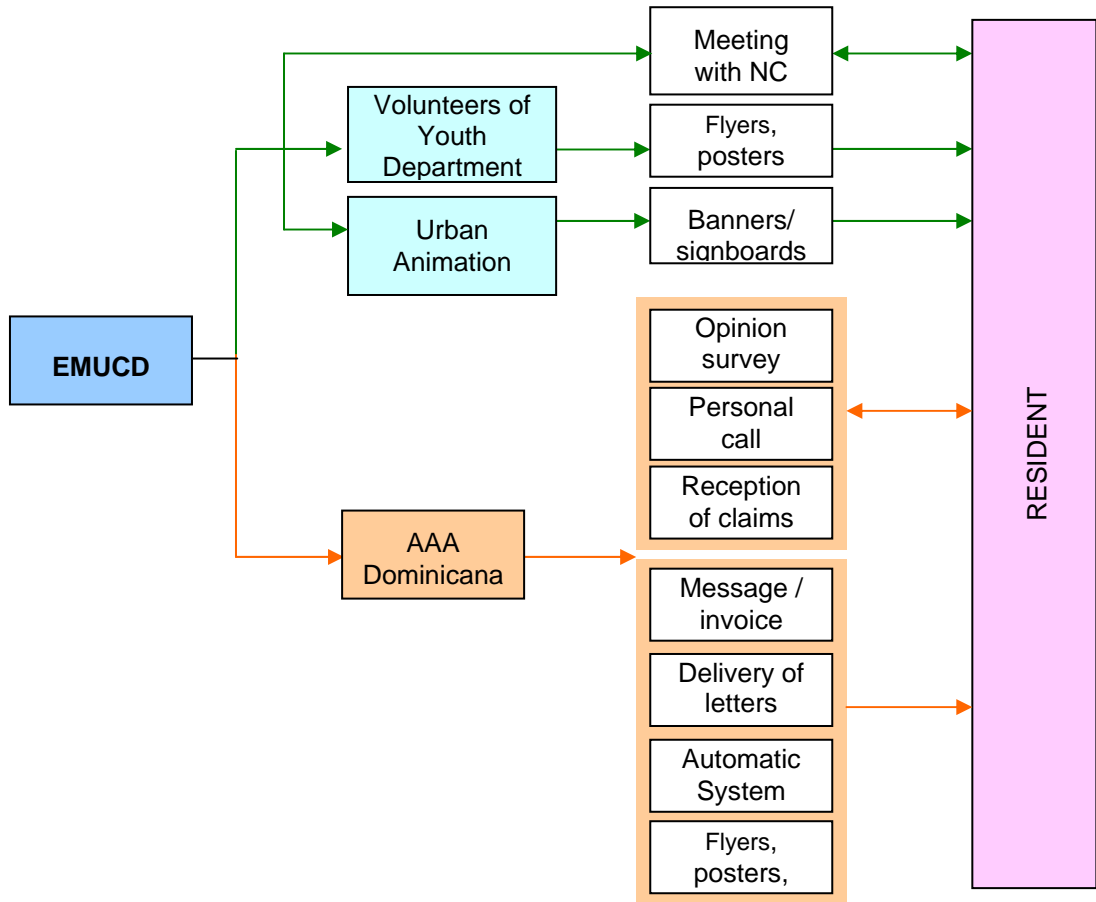 Meeting
with NC
Volunteers of
Youth
Department
Flyers,
posters
Urban
Animation
Banners/
signboards
EMUCD
Opinion
survey
Personal
call
Reception
of claims
RESIDENT
AAA
Dominicana
Message /
invoice
Delivery of
letters
Automatic
System
Flyers,
posters,